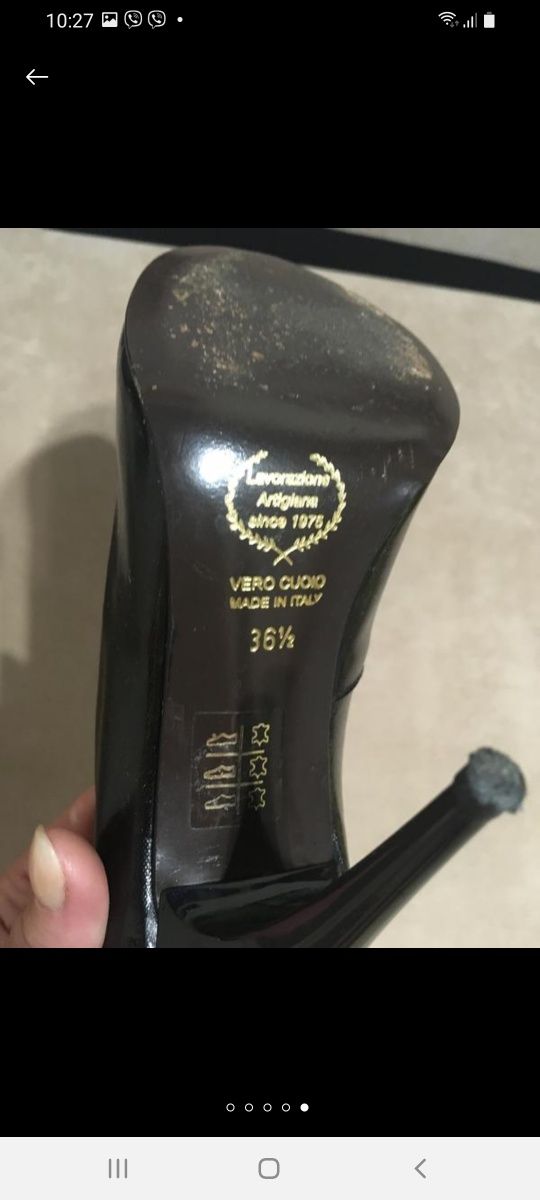 10:27
Lavorazione
Artigiana
since 1975
VERO CUOIO
MADE IN ITALY
36½